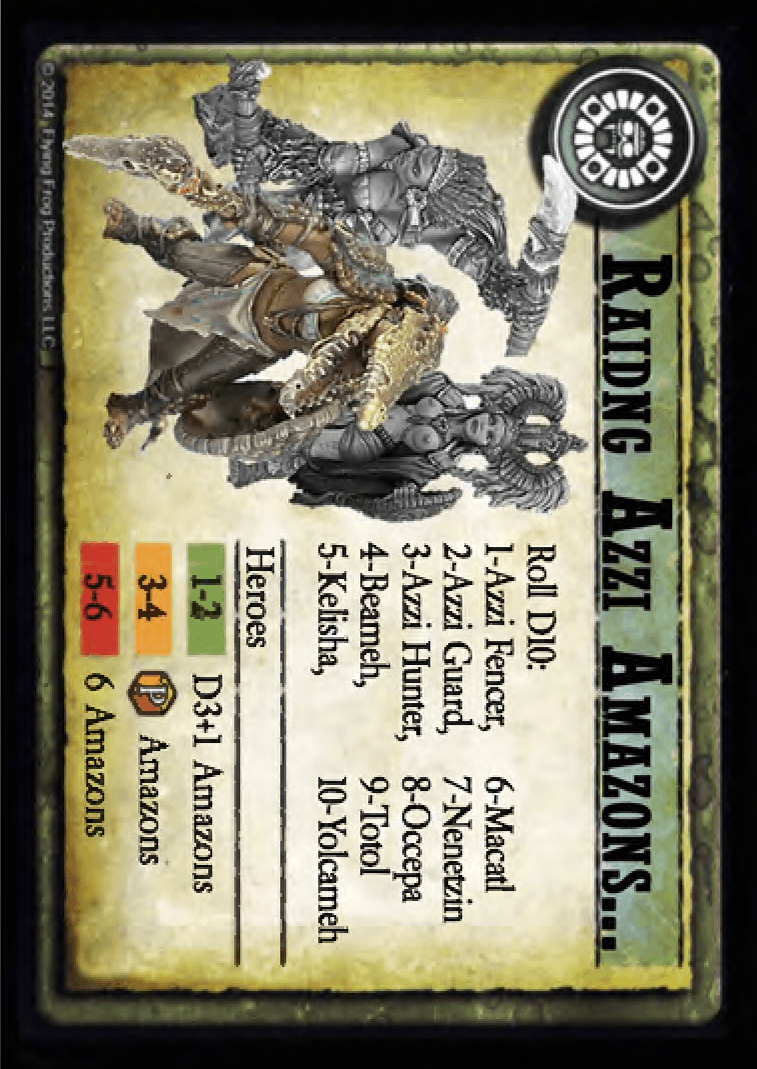 RAIDNG AZZI AMAZONS...
Roll D10:
1-Azzi Fencer, 6-Macatl
2-Azzi Guard, 7-Nenetzin
3-Azzi Hunter, 8-Occepa
4-Beameh, 9-Totol
5-Kelisha, 10-Yolcameh
Heroes
1-2 D3+1 Amazons
3-4 P Amazons
5-6 6 Amazons
© 2014 Flying Frog Productions LLC